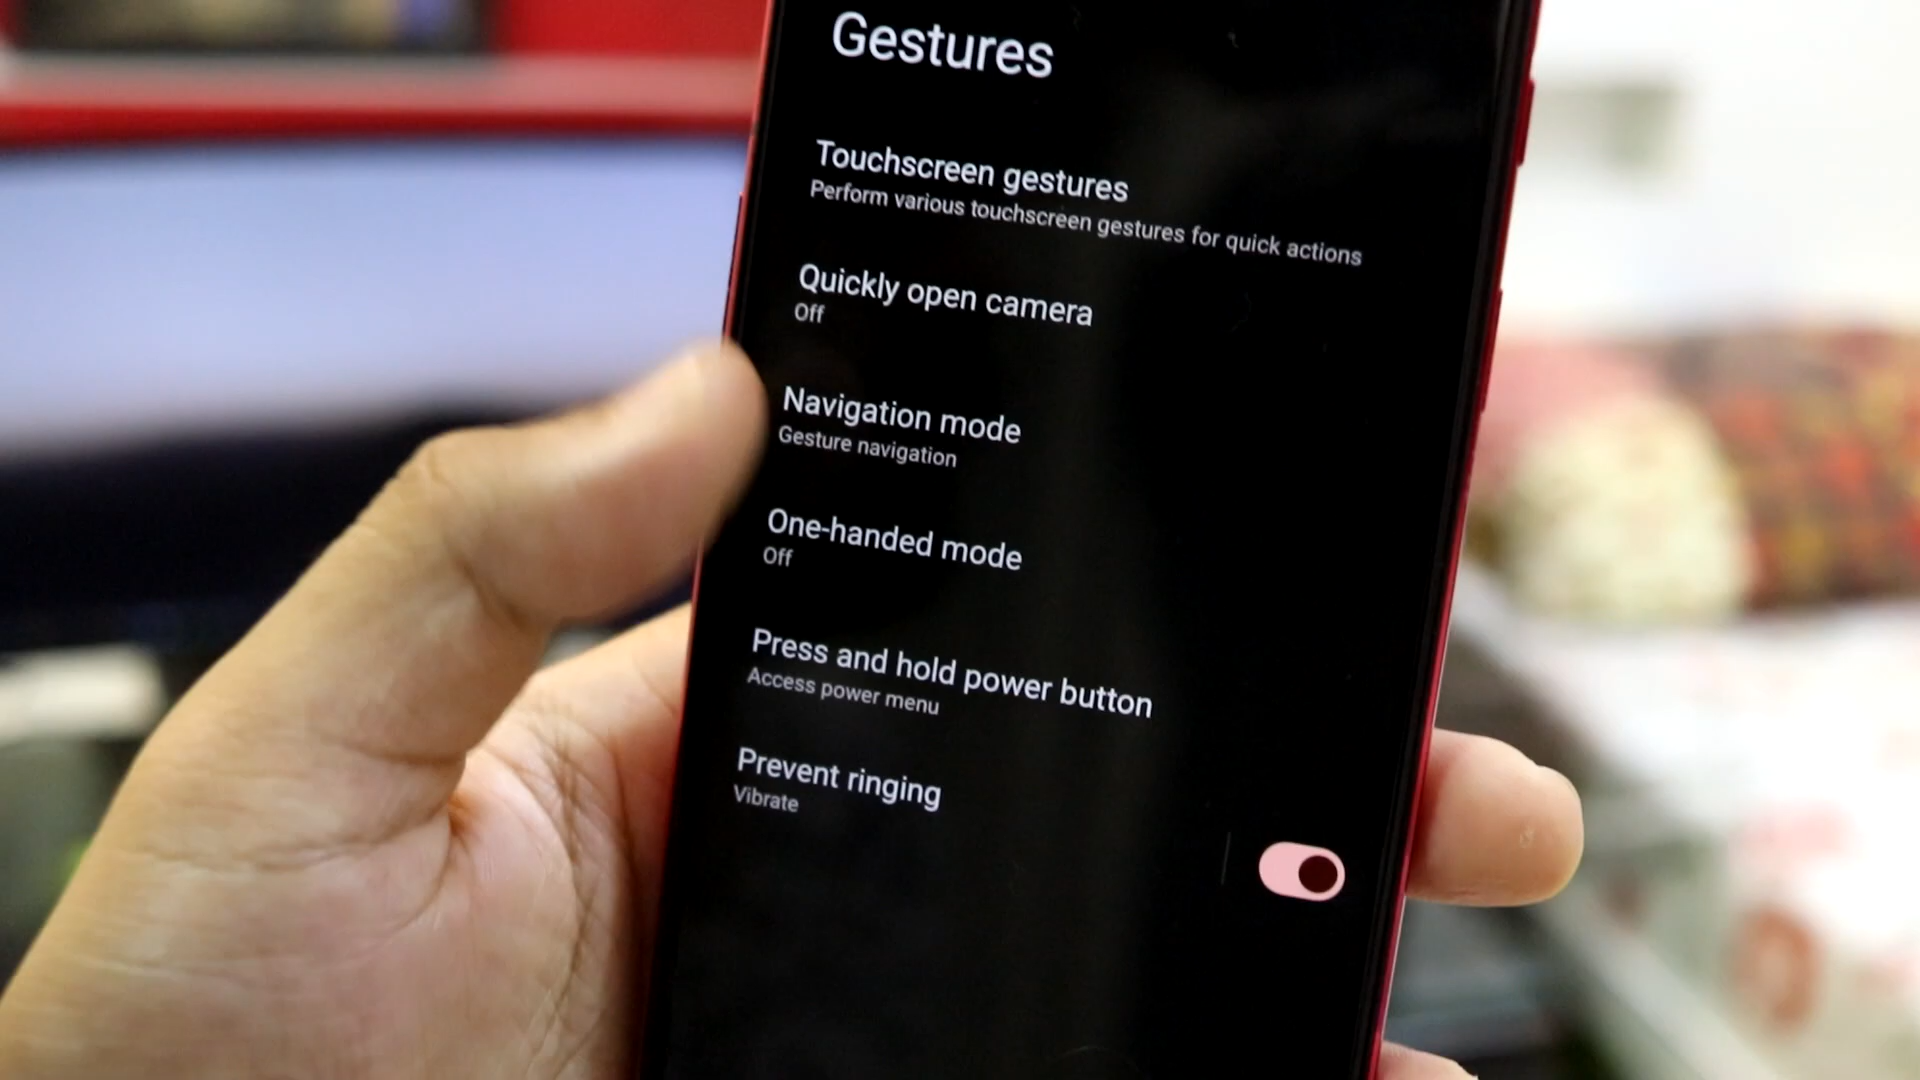 Gestures
Touchscreen gestures
Perform various touchscreen gestures for quick actions
Quickly open camera
Off
Navigation mode
Gesture navigation
One-handed mode
Off
Press and hold power button
Access power menu
Prevent ringing
Vibrate